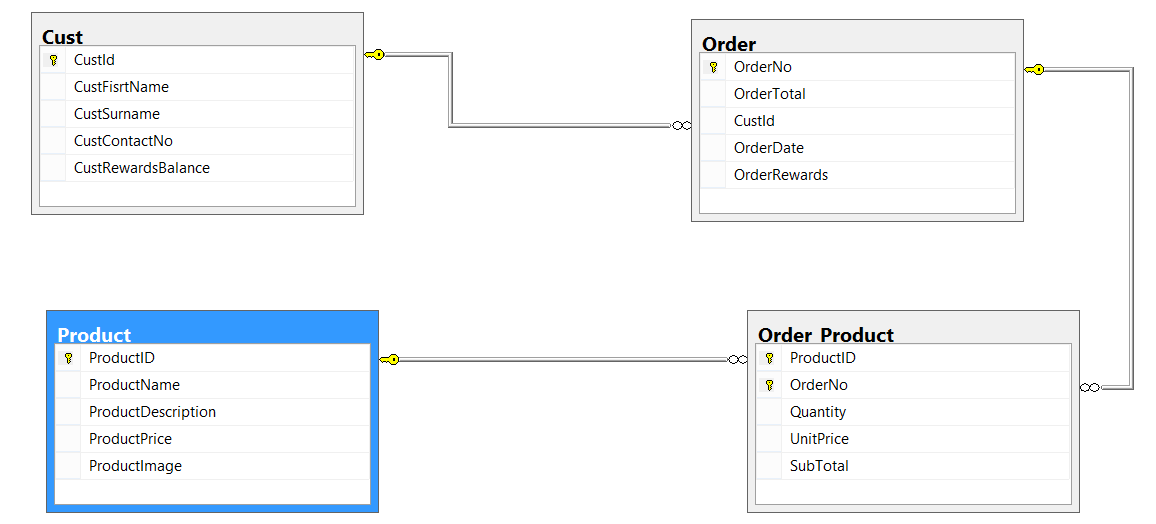 Cust
CustId
CustFisrtName
CustSurname
CustContactNo
CustRewardsBalance
Order
OrderNo
OrderTotal
CustId
OrderDate
OrderRewards
Product
ProductID
ProductName
ProductDescription
ProductPrice
ProductImage
Order_Product
ProductID
OrderNo
Quantity
UnitPrice
SubTotal